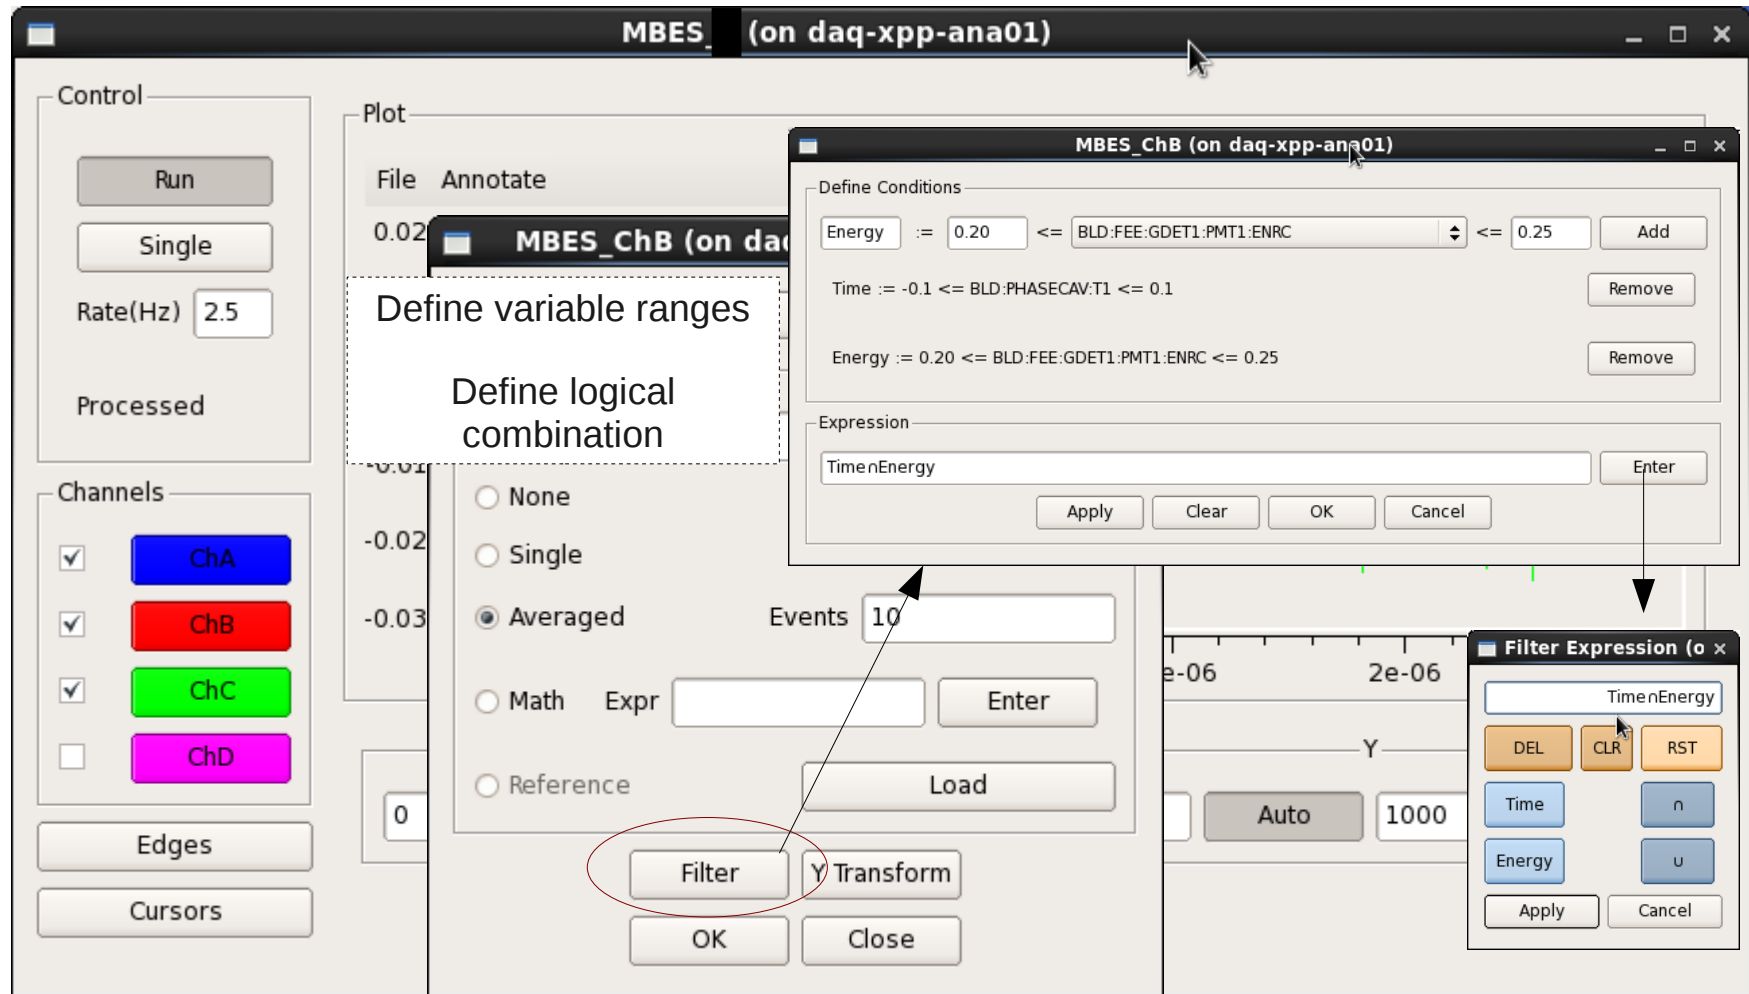 MBES_ (on daq-xpp-ana01)
Control
Run
Single
Rate(Hz) 2.5
Processed
Channels
ChA
ChB
ChC
ChD
Edges
Cursors
Plot
File Annotate
0.02
-0.01
-0.02
-0.03
e-06 2e-06
Y
0
Auto 1000
MBES_ChB (on dac
Define variable ranges
Define logical
combination
None
Single
Averaged Events 10
Math Expr Enter
Reference Load
Filter Y Transform
OK Close
MBES_ChB (on daq-xpp-ana01)
Define Conditions
Energy := 0.20 <= BLD:FEE:GDET1:PMT1:ENRC <= 0.25 Add
Time := -0.1 <= BLD:PHASECAV:T1 <= 0.1 Remove
Energy := 0.20 <= BLD:FEE:GDET1:PMT1:ENRC <= 0.25 Remove
Expression
Time∩Energy Enter
Apply Clear OK Cancel
Filter Expression (o
Time∩Energy
DEL CLR RST
Time ∩
Energy ∪
Apply Cancel